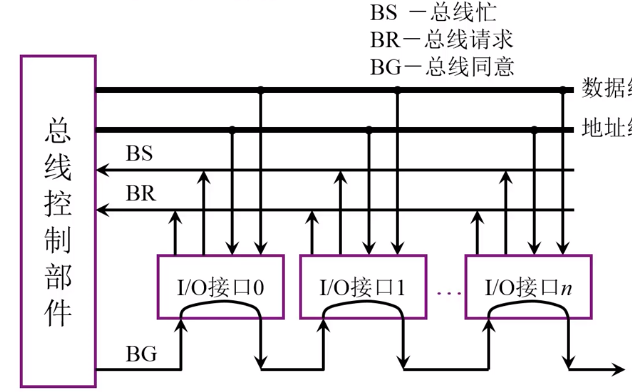 BS －总线忙
BR－总线请求
BG－总线同意
数据
地址
总线控制部件
BS
BR
I/O接口0
I/O接口1
…
I/O接口n
BG